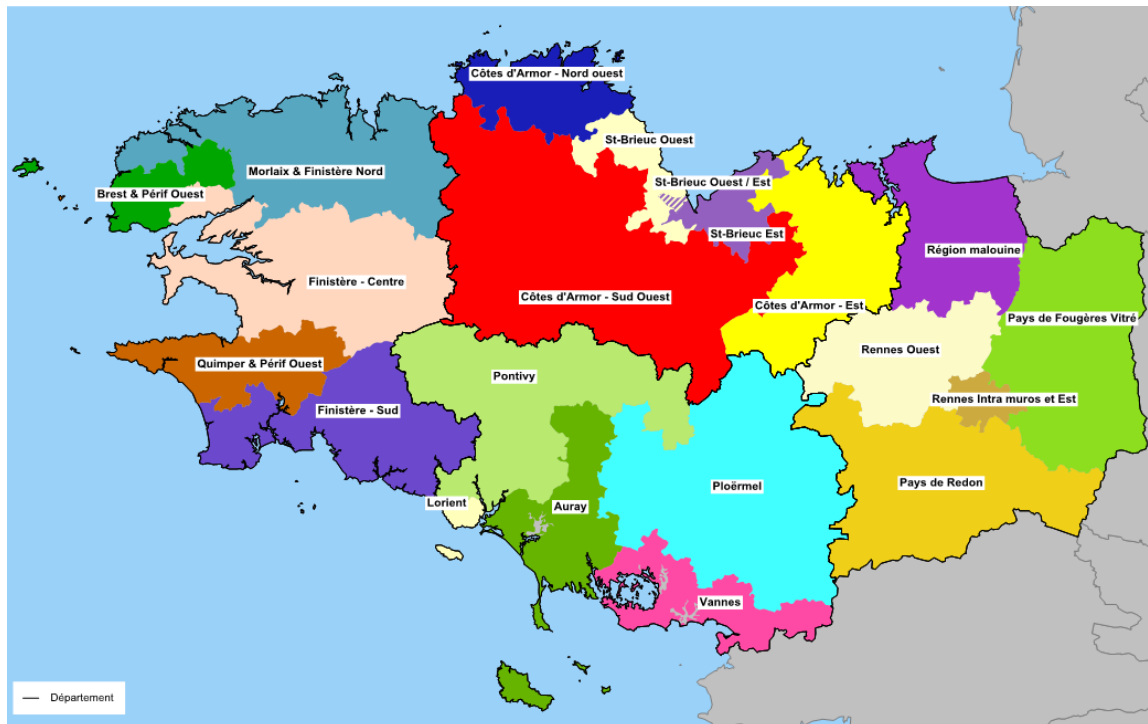 Côtes d'Armor - Nord ouest
St-Brieuc Ouest
Morlaix & Finistère Nord
St-Brieuc Ouest / Est
Brest & Périf Ouest
St-Brieuc Est
Région malouine
Finistère - Centre
Côtes d'Armor - Sud Ouest
Côtes d'Armor - Est
Pays de Fougères Vitré
Rennes Ouest
Quimper & Périf Ouest
Pontivy
Rennes Intra muros et Est
Finistère - Sud
Pays de Redon
Ploërmel
Lorient
Auray
Vannes
Département